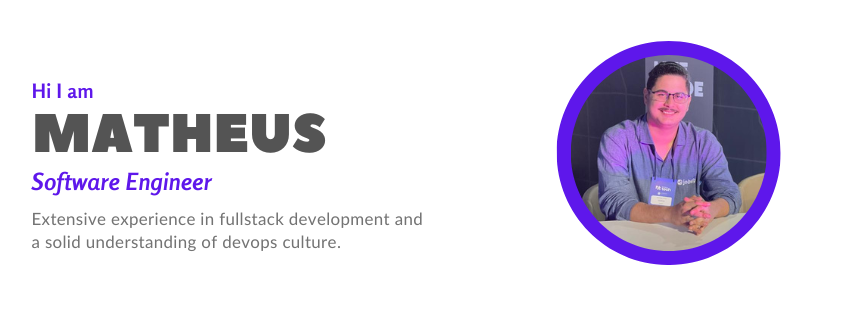 Hi I am
MATHEUS
Software Engineer
Extensive experience in fullstack development and
a solid understanding of devops culture.